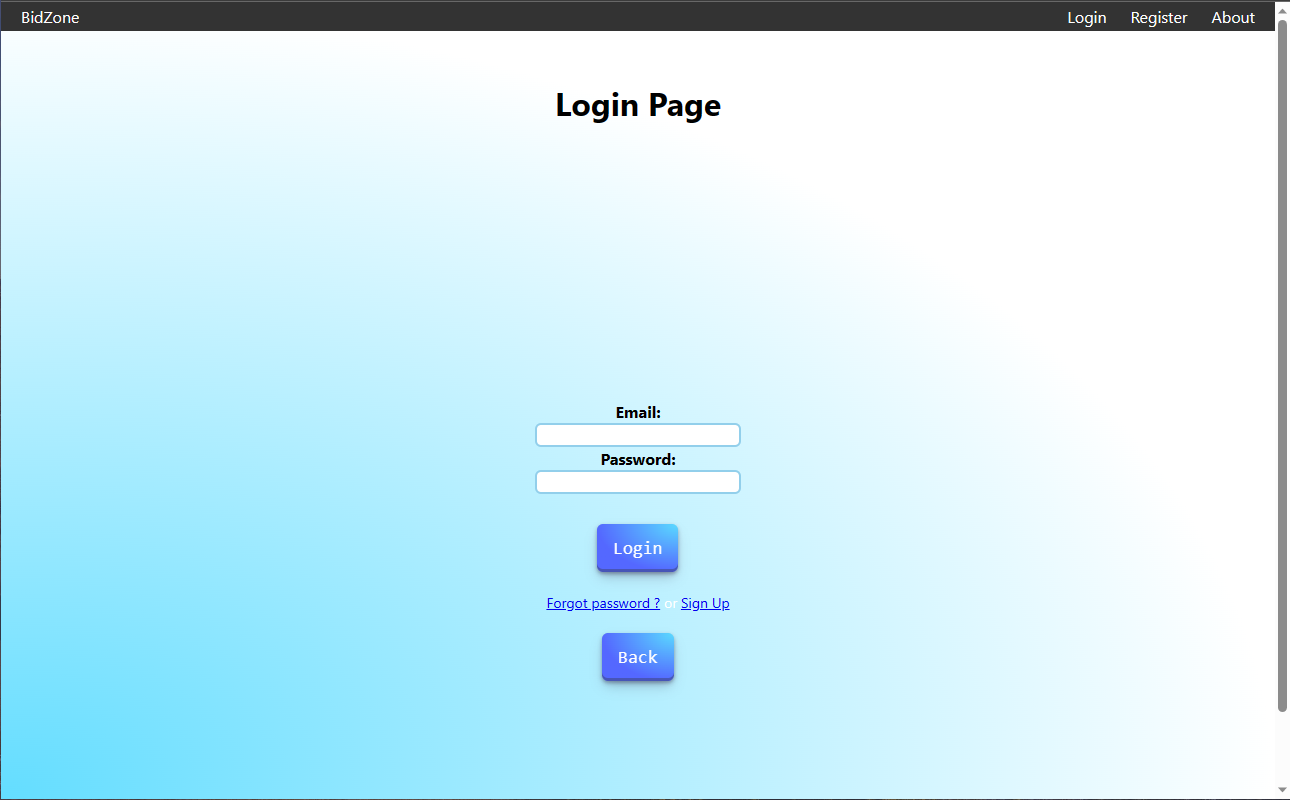 BidZone Login Register About
Login Page
Email:
Password:
Login
Forgot password ? or Sign Up
Back